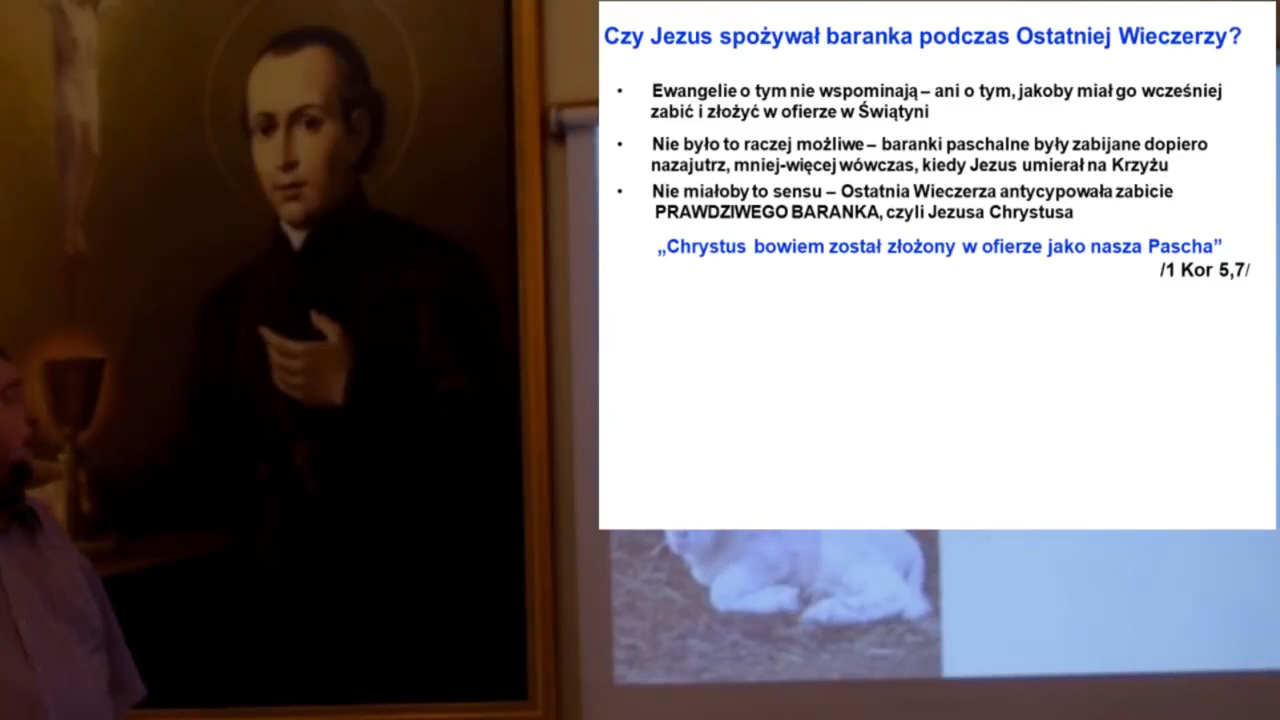 Czy Jezus spożywał baranka podczas Ostatniej Wieczerzy?
• Ewangelie o tym nie wspominają – ani o tym, jakoby miał go wcześniej
zabić i złożyć w ofierze w Świątyni
• Nie było to raczej możliwe – baranki paschalne były zabijane dopiero
nazajutrz, mniej-więcej wówczas, kiedy Jezus umierał na Krzyżu
• Nie miałoby to sensu – Ostatnia Wieczerza antycypowała zabicie
PRAWDZIWEGO BARANKA, czyli Jezusa Chrystusa
„Chrystus bowiem został złożony w ofierze jako nasza Pascha”
/1 Kor 5,7/